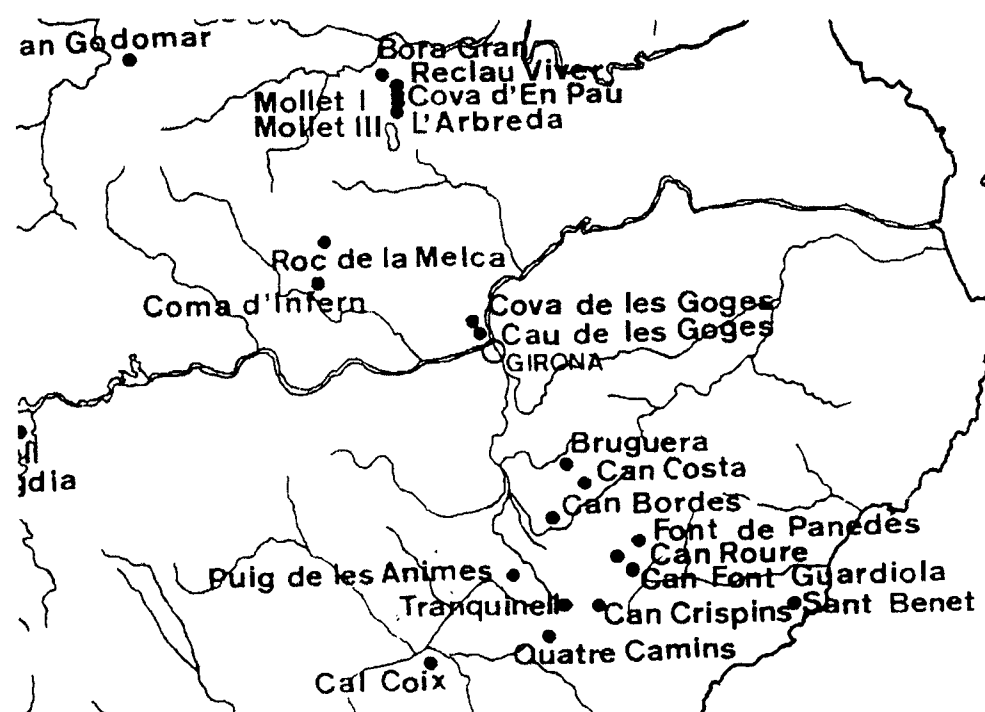 an Godomar
Bora Gran
Reclau Viver
Mollet I
Cova d'En Pau
Mollet III
L'Arbreda
Roc de la Melca
Coma d'Infern
Cova de les Goges
Cau de les Goges
GIRONA
Bruguera
gdia
Can Costa
Can Bordes
Font de Panedès
Can Roure
Can Font Guardiola
Puig de les Animes
Tranquinell
Can Crispins
Sant Benet
Quatre Camins
Cal Coix